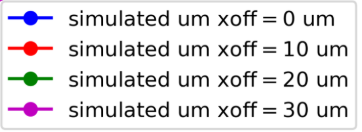 simulated um xoff = 0 um
simulated um xoff = 10 um
simulated um xoff = 20 um
simulated um xoff = 30 um